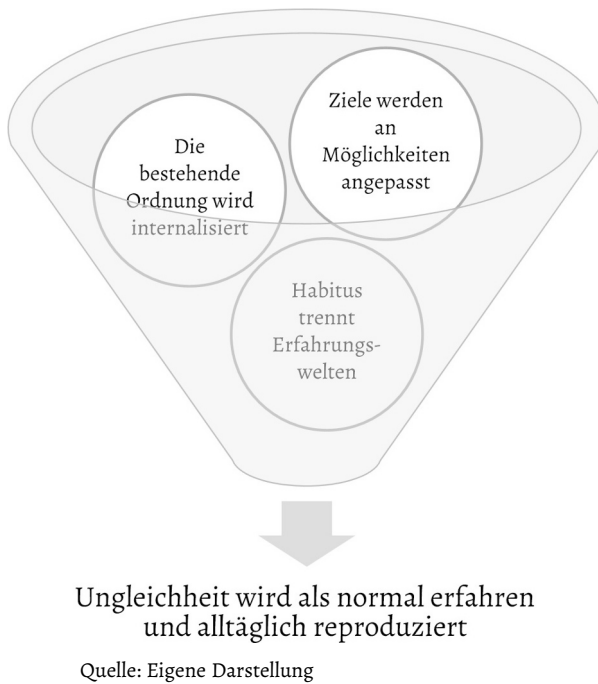 Ziele werden
an
Möglichkeiten
angepasst
Die
bestehende
Ordnung wird
internalisiert
Habitus
trennt
Erfahrungs-
welten
Ungleichheit wird als normal erfahren
und alltäglich reproduziert
Quelle: Eigene Darstellung